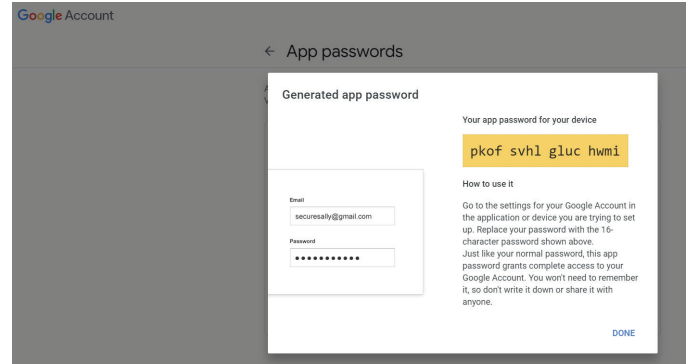 Google Account
← App passwords
Generated app password
Your app password for your device
pkof svhl gluc hwmi
How to use it
Go to the settings for your Google Account in
the application or device you are trying to set
up. Replace your password with the 16-
character password shown above.
Just like your normal password, this app
password grants complete access to your
Google Account. You won't need to remember
it, so don't write it down or share it with
anyone.
Email
securesally@gmail.com
Password
•••••••••••
DONE